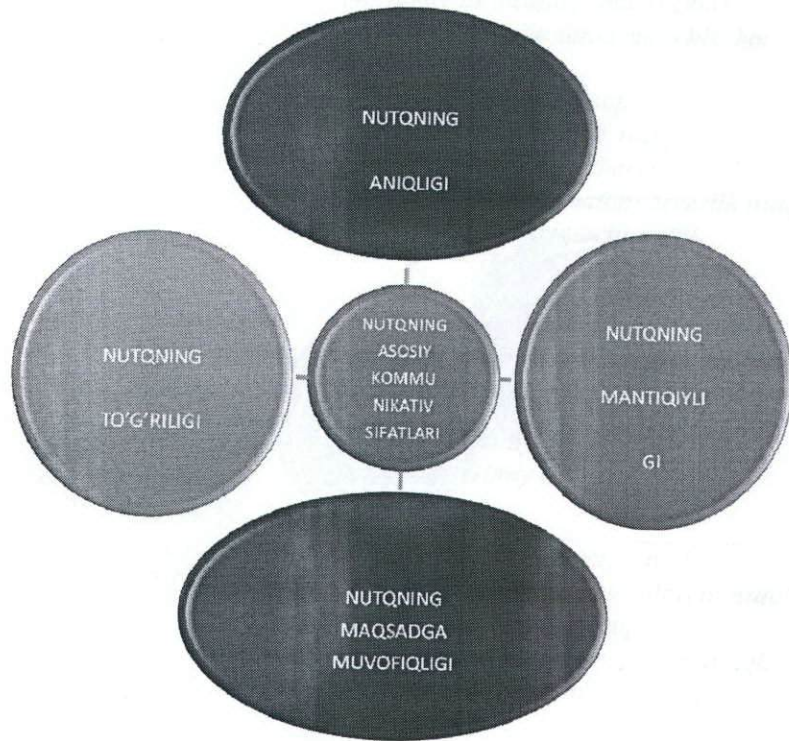 NUTQNING
ANIQLIGI
NUTQNING
TO'G'RILIGI
NUTQNING
ASOSIY
KOMMU
NIKATIV
SIFATLARI
NUTQNING
MANTIQIYLI
GI
NUTQNING
MAQSADGA
MUVOFIQLIGI